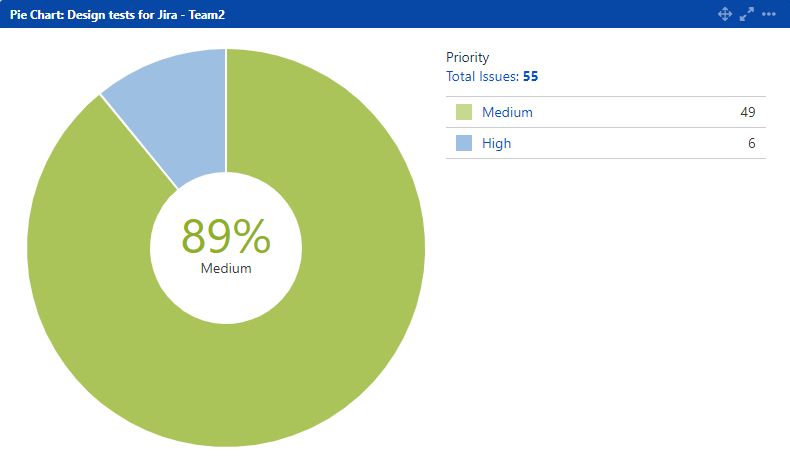 Pie Chart: Design tests for Jira - Team2
Priority
Total Issues: 55
Medium 49
High 6
89%
Medium